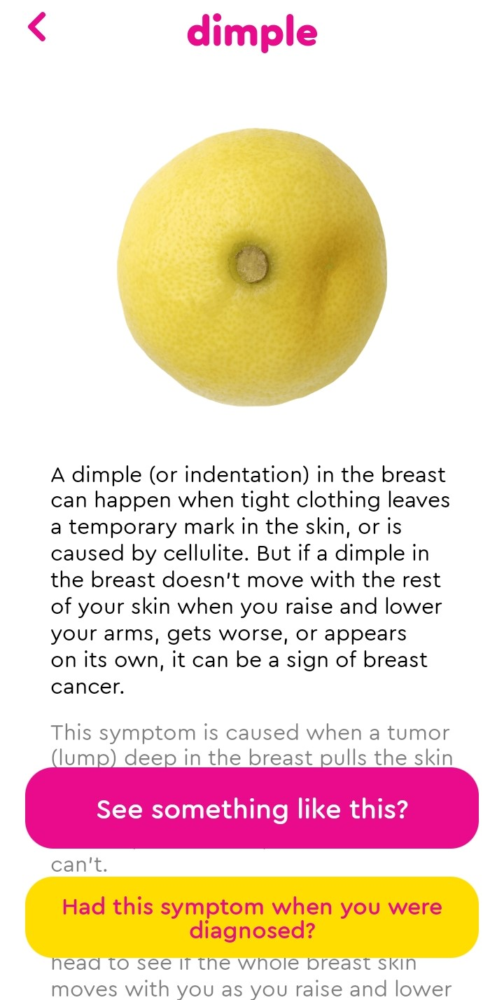 dimple
A dimple (or indentation) in the breast
can happen when tight clothing leaves
a temporary mark in the skin, or is
caused by cellulite. But if a dimple in
the breast doesn't move with the rest
of your skin when you raise and lower
your arms, gets worse, or appears
on its own, it can be a sign of breast
cancer.
This symptom is caused when a tumor
(lump) deep in the breast pulls the skin
See something like this?
can't.
Had this symptom when you were
diagnosed?
head to see if the whole breast skin
moves with you as you raise and lower